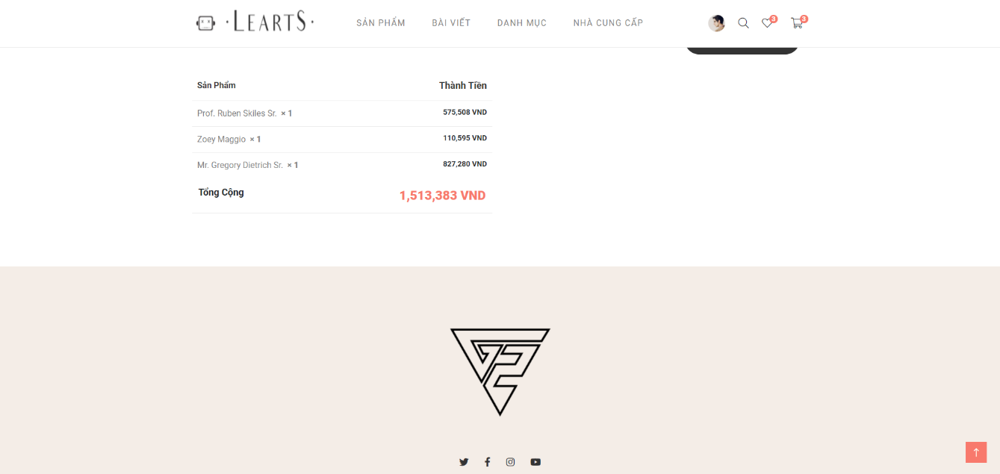 ·LEARTS·
SẢN PHẨM BÀI VIẾT DANH MỤC NHÀ CUNG CẤP
3 3
Sản Phẩm Thành Tiền
Prof. Ruben Skiles Sr. × 1 575,508 VND
Zoey Maggio × 1 110,595 VND
Mr. Gregory Dietrich Sr. × 1 827,280 VND
Tổng Cộng 1,513,383 VND